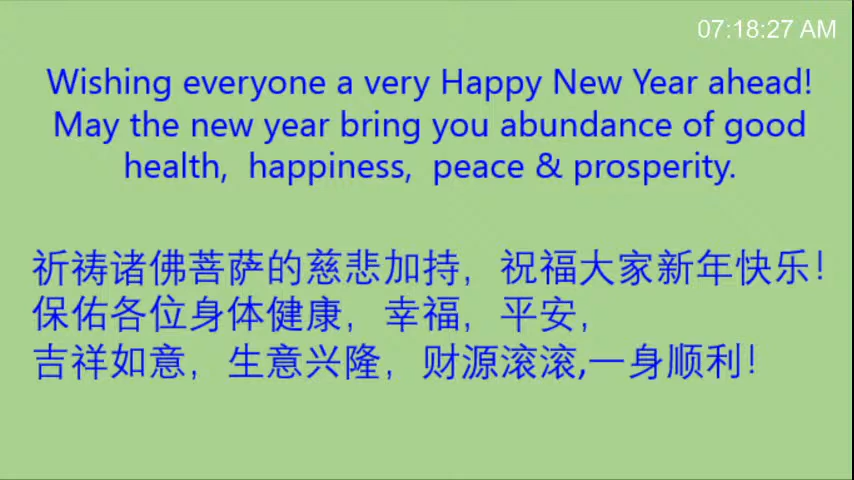 07:18:27 AM
Wishing everyone a very Happy New Year ahead!
May the new year bring you abundance of good
health, happiness, peace & prosperity.
祈祷诸佛菩萨的慈悲加持，祝福大家新年快乐！
保佑各位身体健康，幸福，平安，
吉祥如意，生意兴隆，财源滚滚,一身顺利！